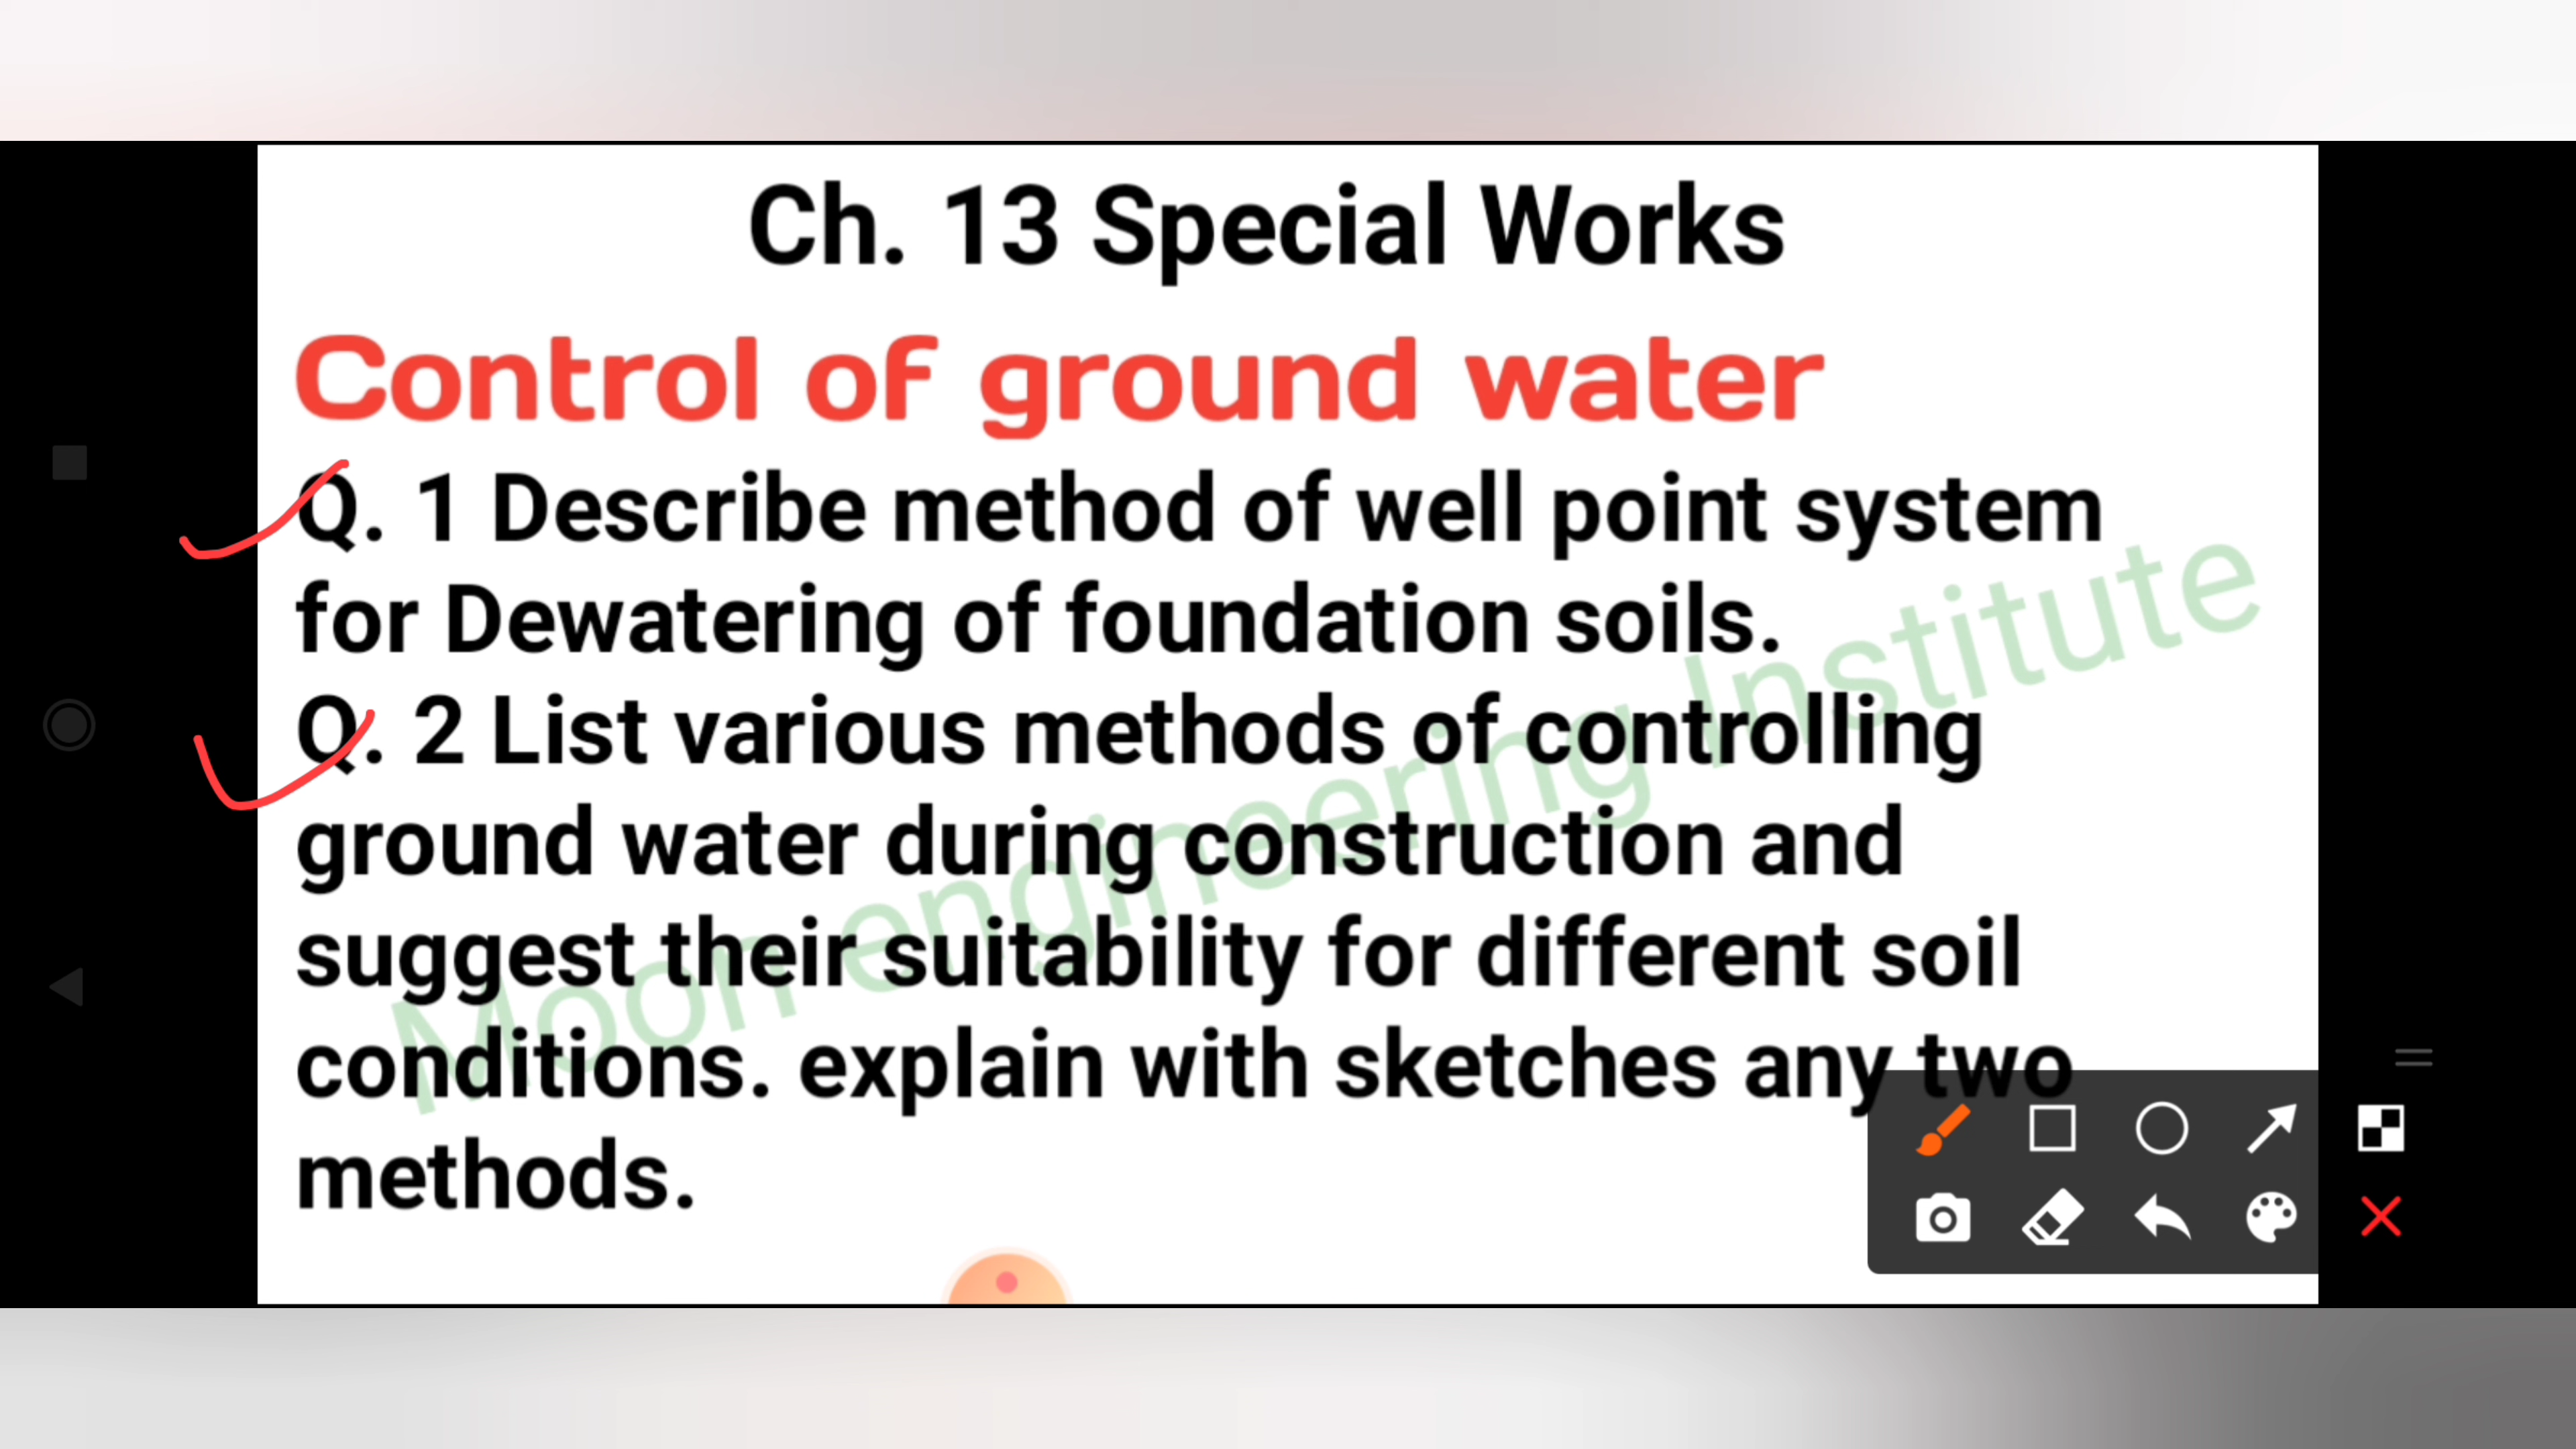 Ch. 13 Special Works
Control of ground water
Q. 1 Describe method of well point system
for Dewatering of foundation soils.
Q. 2 List various methods of controlling
ground water during construction and
suggest their suitability for different soil
conditions. explain with sketches any two
methods.
Moon engineering Institute